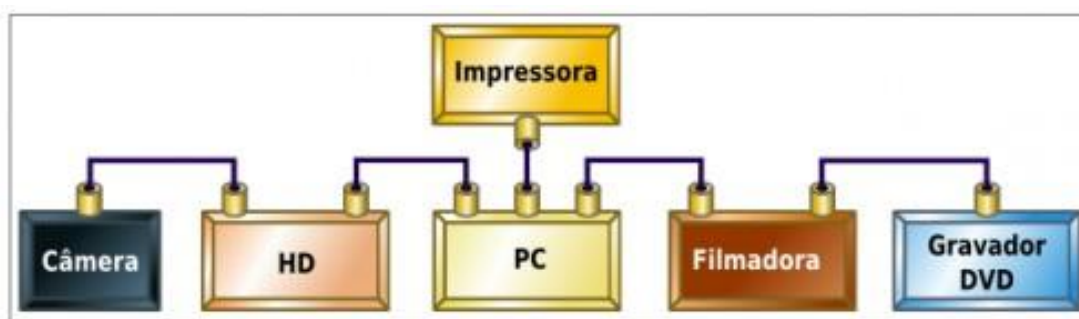 Impressora
Câmera
HD
PC
Filmadora
Gravador
DVD